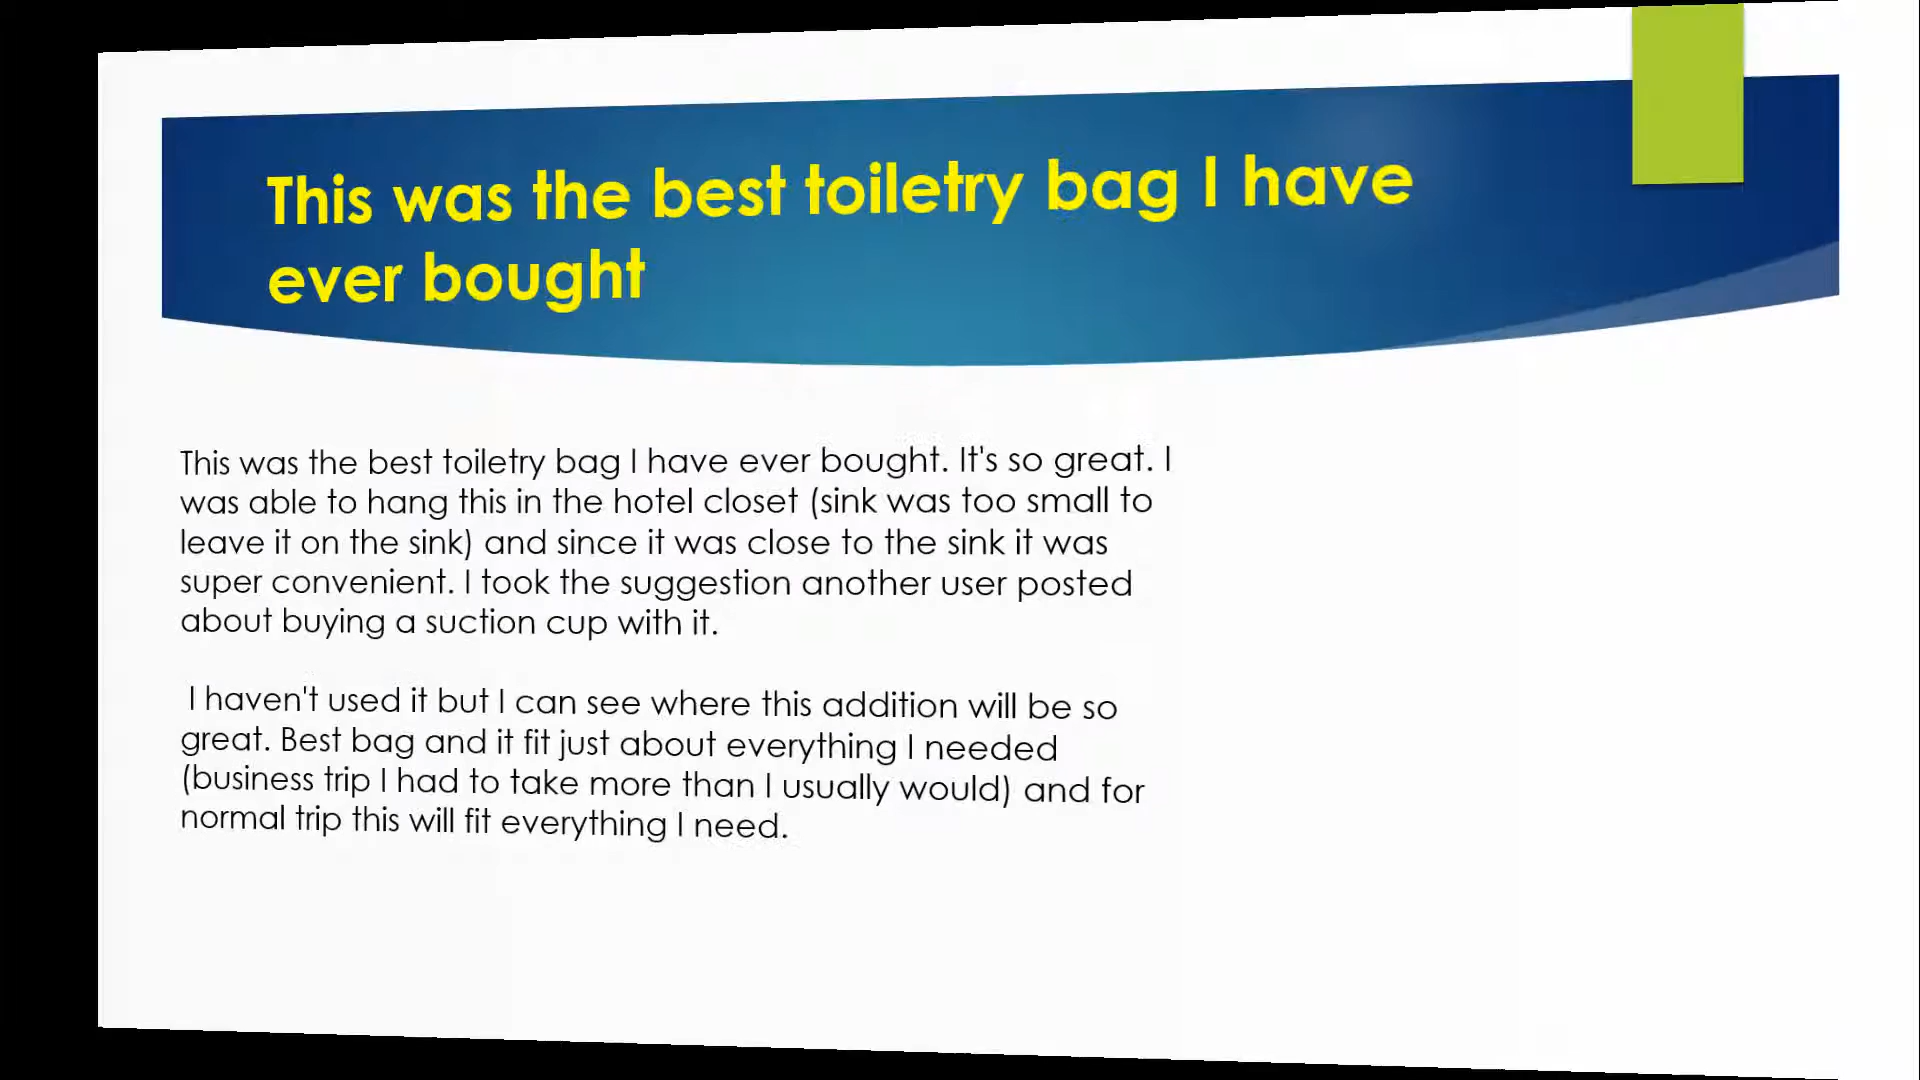 This was the best toiletry bag I have
ever bought
This was the best toiletry bag I have ever bought. It's so great. I
was able to hang this in the hotel closet (sink was too small to
leave it on the sink) and since it was close to the sink it was
super convenient. I took the suggestion another user posted
about buying a suction cup with it.
I haven't used it but I can see where this addition will be so
great. Best bag and it fit just about everything I needed
(business trip I had to take more than I usually would) and for
normal trip this will fit everything I need.